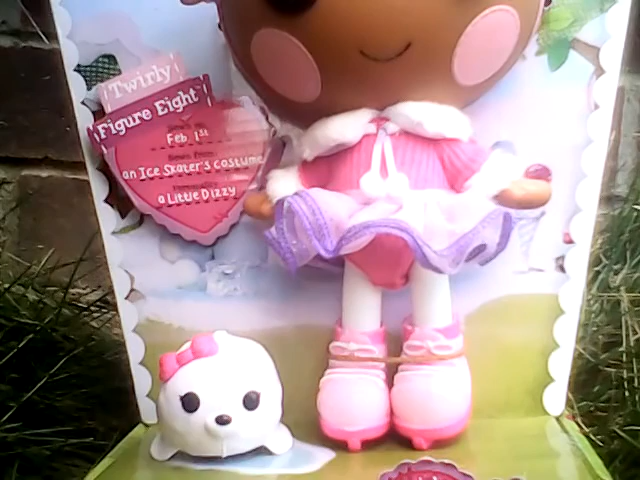 Twirly
Figure Eight
Feb 1st
an Ice Skater's costume
a Little Dizzy